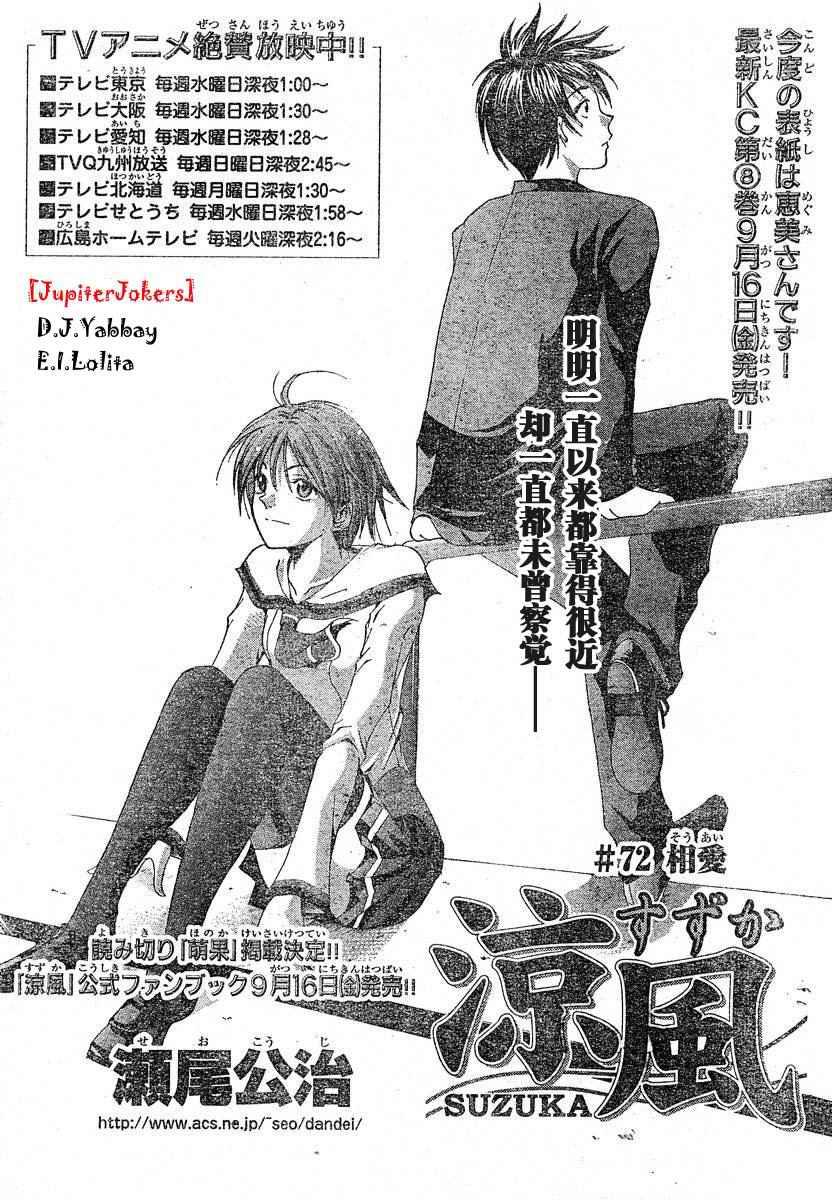 TVアニメ絶賛放映中!!
テレビ東京 毎週水曜日深夜1:00～
テレビ大阪 毎週水曜日深夜1:30～
テレビ愛知 毎週水曜日深夜1:28～
TVQ九州放送 毎週日曜日深夜2:45～
テレビ北海道 毎週月曜日深夜1:30～
テレビせとうち 毎週水曜日深夜1:58～
広島ホームテレビ 毎週火曜深夜2:16～
今度の表紙は恵美さんです!
最新KC第⑧巻9月16日㈮発売!!
[JupiterJokers]
D.J.Yabbay
E.I.Lolita
明明一直以来都靠得很近
却一直都未曾察觉——
#72 相愛
すずか
涼風
SUZUKA
読み切り「萌果」掲載決定!!
「涼風」公式ファンブック9月16日㈮発売!!
瀬尾公治
http://www.acs.ne.jp/~seo/dandei/